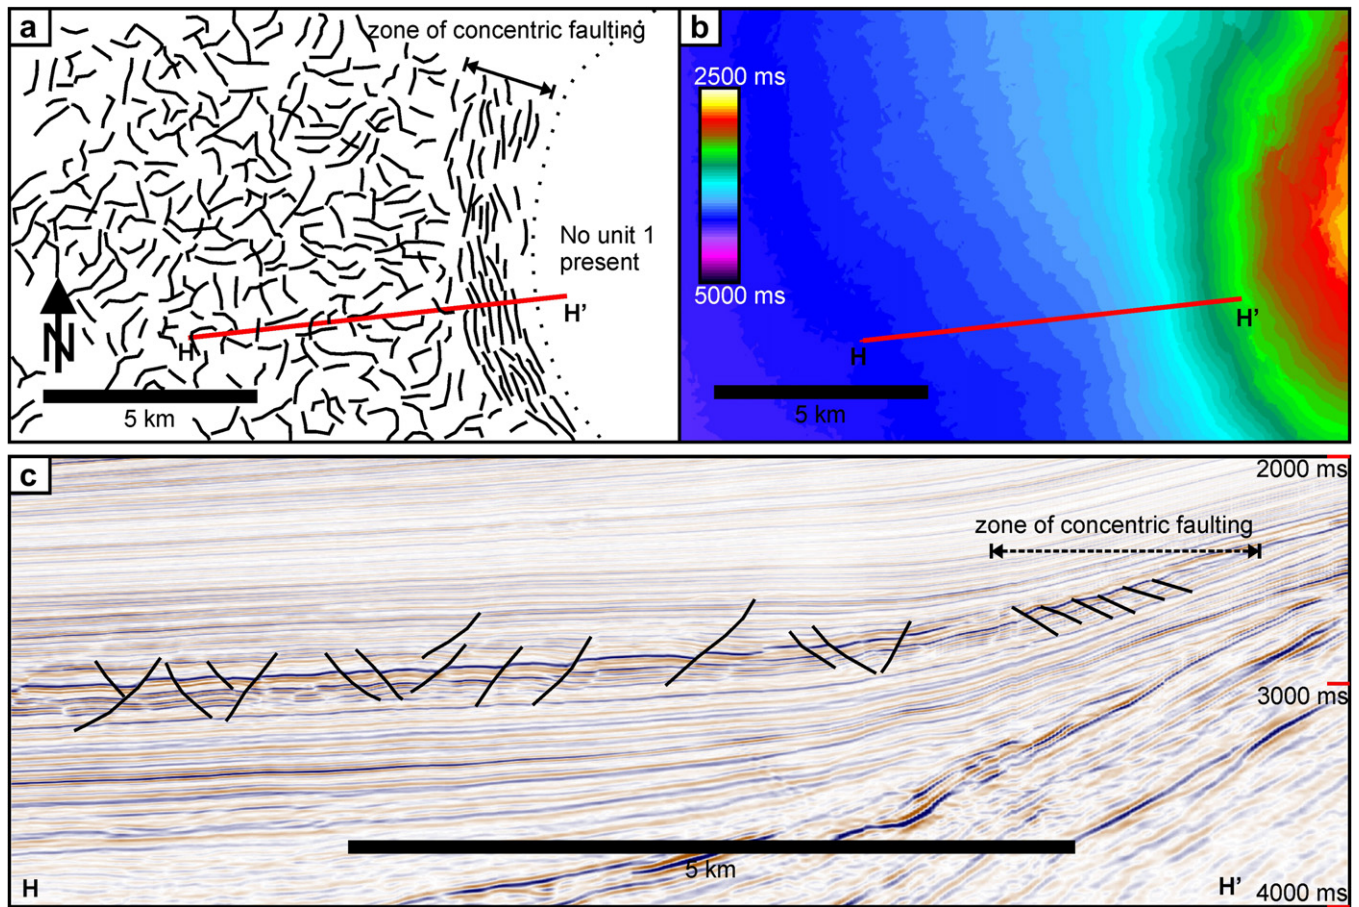 a
zone of concentric faulting
No unit 1
present
H
H'
N
5 km
b
2500 ms
5000 ms
H
H'
5 km
c
2000 ms
zone of concentric faulting
3000 ms
5 km
H
H'
4000 ms